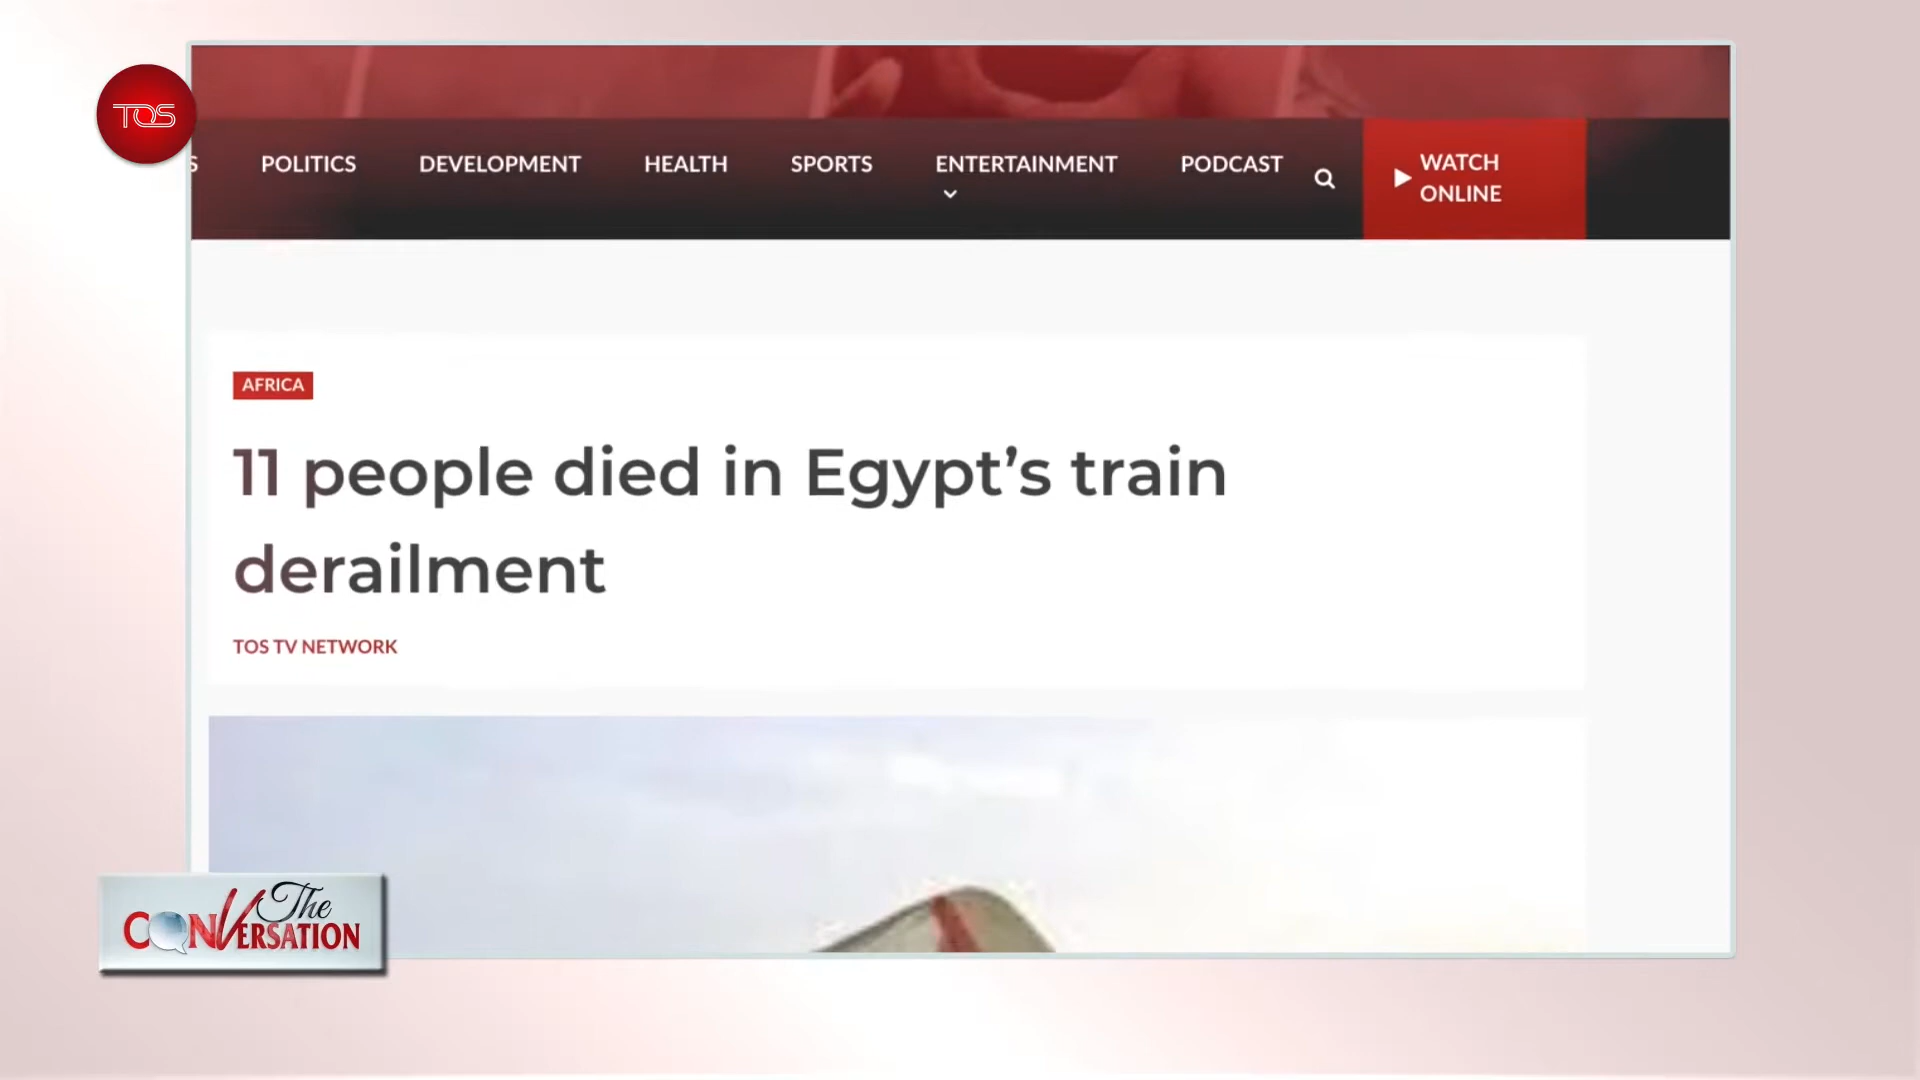 TOS
S
POLITICS
DEVELOPMENT
HEALTH
SPORTS
ENTERTAINMENT
PODCAST
WATCH
ONLINE
AFRICA
11 people died in Egypt’s train
derailment
TOS TV NETWORK
The
CONVERSATION